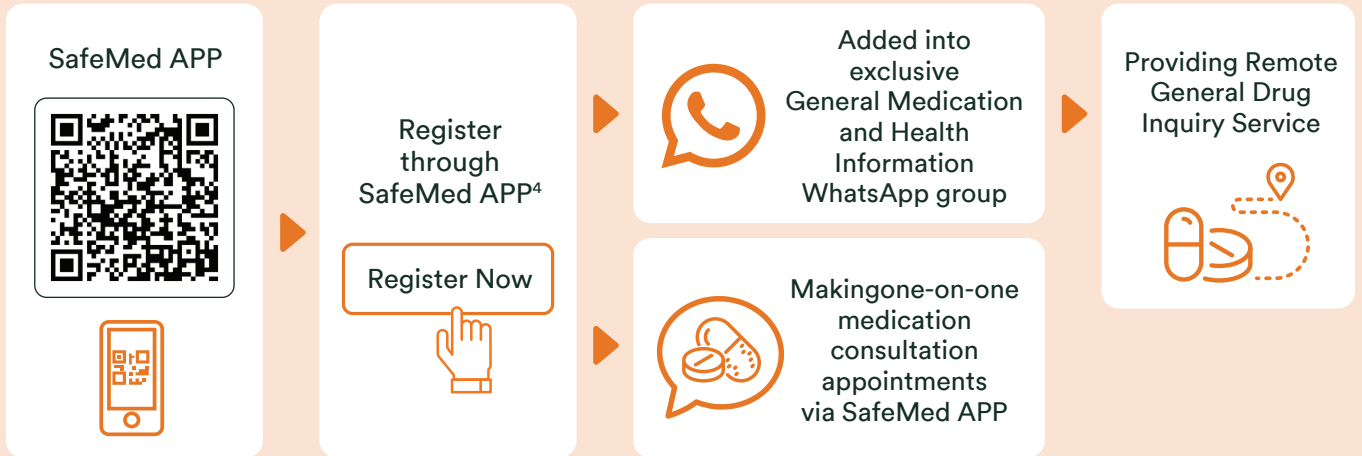 SafeMed APP
Register
through
SafeMed APP⁴
Register Now
Added into
exclusive
General Medication
and Health
Information
WhatsApp group
Makingone-on-one
medication
consultation
appointments
via SafeMed APP
Providing Remote
General Drug
Inquiry Service